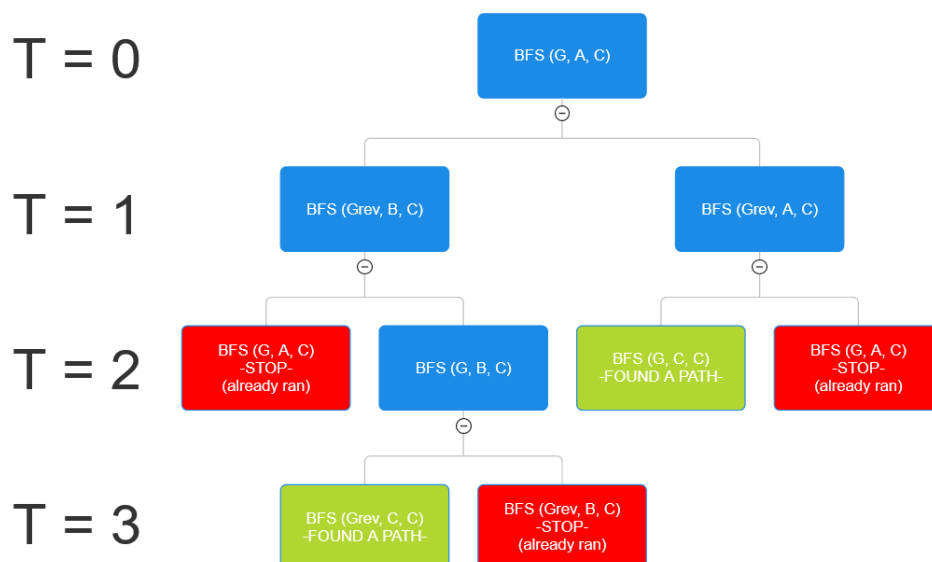 T = 0
BFS (G, A, C)
T = 1
BFS (Grev, B, C)
BFS (Grev, A, C)
T = 2
BFS (G, A, C)
-STOP-
(already ran)
BFS (G, B, C)
BFS (G, C, C)
-FOUND A PATH-
BFS (G, A, C)
-STOP-
(already ran)
T = 3
BFS (Grev, C, C)
-FOUND A PATH-
BFS (Grev, B, C)
-STOP-
(already ran)